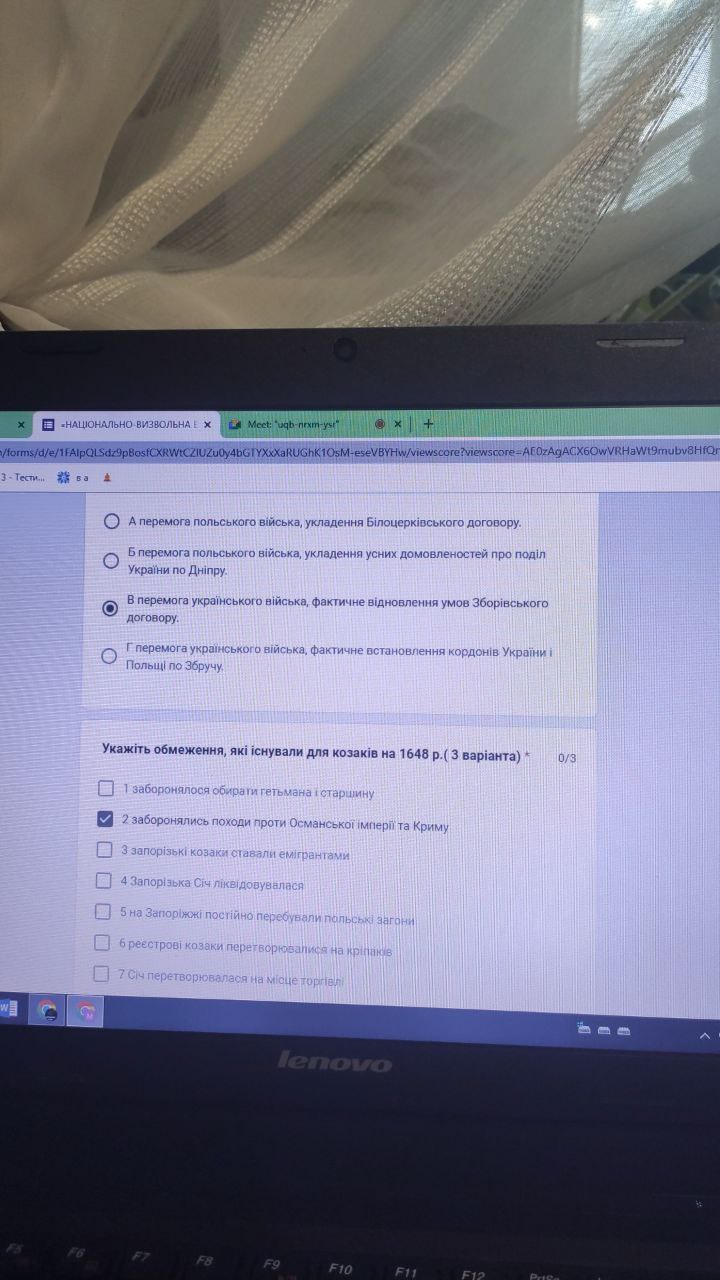 «НАЦІОНАЛЬНО-ВИЗВОЛЬНА Е
Meet: "uqb-nrxm-ysr"
3 - Тести...
в а
А перемога польського війська, укладення Білоцерківського договору.
Б перемога польського війська, укладення усних домовленостей про поділ
України по Дніпру.
В перемога українського війська, фактичне відновлення умов Зборівського
договору.
Г перемога українського війська, фактичне встановлення кордонів України і
Польщі по Збручу.
Укажіть обмеження, які існували для козаків на 1648 р.( 3 варіанта) *
0/3
1 заборонялося обирати гетьмана і старшину
2 заборонялись походи проти Османської імперії та Криму
3 запорізькі козаки ставали емігрантами
4 Запорізька Січ ліквідовувалася
5 на Запоріжжі постійно перебували польські загони
6 реєстрові козаки перетворювалися на кріпаків
7 Січ перетворювалася на місце торгівлі
W
lenovo
F5 F6 F7 F8 F9 F10 F11 F12